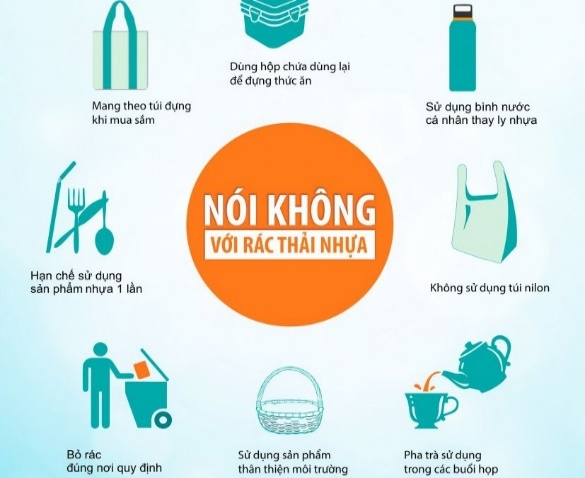 Dùng hộp chứa dùng lại
để đựng thức ăn
Mang theo túi đựng
khi mua sắm
Sử dụng bình nước
cá nhân thay ly nhựa
NÓI KHÔNG
VỚI RÁC THẢI NHỰA
Hạn chế sử dụng
sản phẩm nhựa 1 lần
Không sử dụng túi nilon
Bỏ rác
đúng nơi quy định
Sử dụng sản phẩm
thân thiện môi trường
Pha trà sử dụng
trong các buổi họp